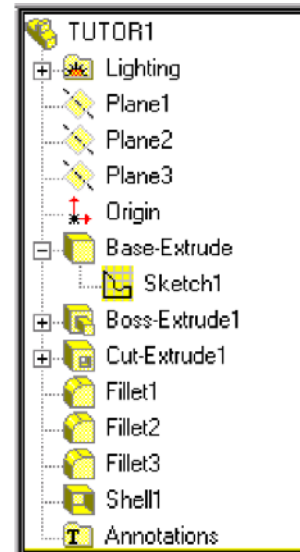 TUTOR1
Lighting
Plane1
Plane2
Plane3
Origin
Base-Extrude
Sketch1
Boss-Extrude1
Cut-Extrude1
Fillet1
Fillet2
Fillet3
Shell1
T Annotations